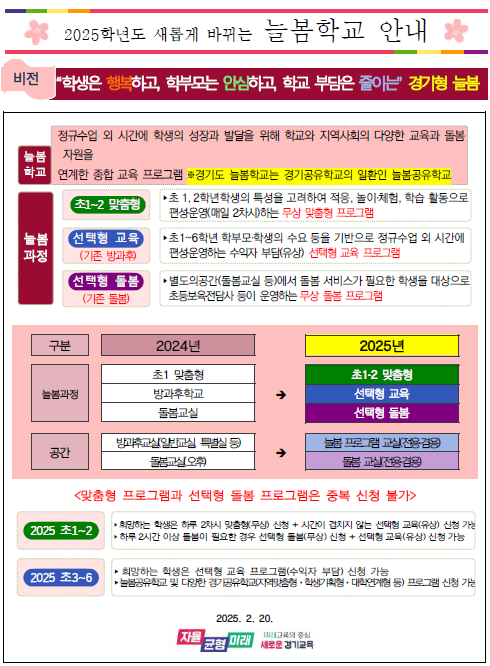 2025학년도 새롭게 바뀌는 늘봄학교 안내
비전
“학생은 행복하고, 학부모는 안심하고, 학교 부담은 줄이는” 경기형 늘봄
늘봄
학교
정규수업 외 시간에 학생의 성장과 발달을 위해 학교와 지역사회의 다양한 교육과 돌봄
자원을
연계한 종합 교육 프로그램 ※경기도 늘봄학교는 경기공유학교의 일환인 늘봄공유학교
늘봄
과정
초1~2 맞춤형
▸초 1, 2학년학생의 특성을 고려하여 적응, 놀이·체험, 학습 활동으로
편성운영(매일 2차시)하는 무상 맞춤형 프로그램
선택형 교육
(기존 방과후)
▸초1~6학년 학부모·학생의 수요 등을 기반으로 정규수업 외 시간에
편성운영하는 수익자 부담(유상) 선택형 교육 프로그램
선택형 돌봄
(기존 돌봄)
▸별도의공간(돌봄교실 등)에서 돌봄 서비스가 필요한 학생을 대상으로
초등보육전담사 등이 운영하는 무상 돌봄 프로그램
구분 2024년 2025년
늘봄과정
초1 맞춤형 초1-2 맞춤형
방과후학교 ➔ 선택형 교육
돌봄교실 선택형 돌봄
공간
방과후교실(일반교실, 특별실 등) 늘봄 프로그램 교실(전용·겸용)
➔
돌봄교실(오후) 돌봄 교실(전용·겸용)
<맞춤형 프로그램과 선택형 돌봄 프로그램은 중복 신청 불가>
2025 초1~2
▸희망하는 학생은 하루 2차시 맞춤형(무상) 신청 + 시간이 겹치지 않는 선택형 교육(유상) 신청 가능
▸하루 2시간 이상 돌봄이 필요한 경우 선택형 돌봄(무상) 신청 + 선택형 교육(유상) 신청 가능
2025 초3~6
▸ 희망하는 학생은 선택형 교육 프로그램(수익자 부담) 신청 가능
▸늘봄공유학교 및 다양한 경기공유학교(지역맞춤형·학생기획형·대학연계형 등) 프로그램 신청 가능
2025. 2. 20.
자율 균형 미래
미래교육의 중심
새로운 경기교육